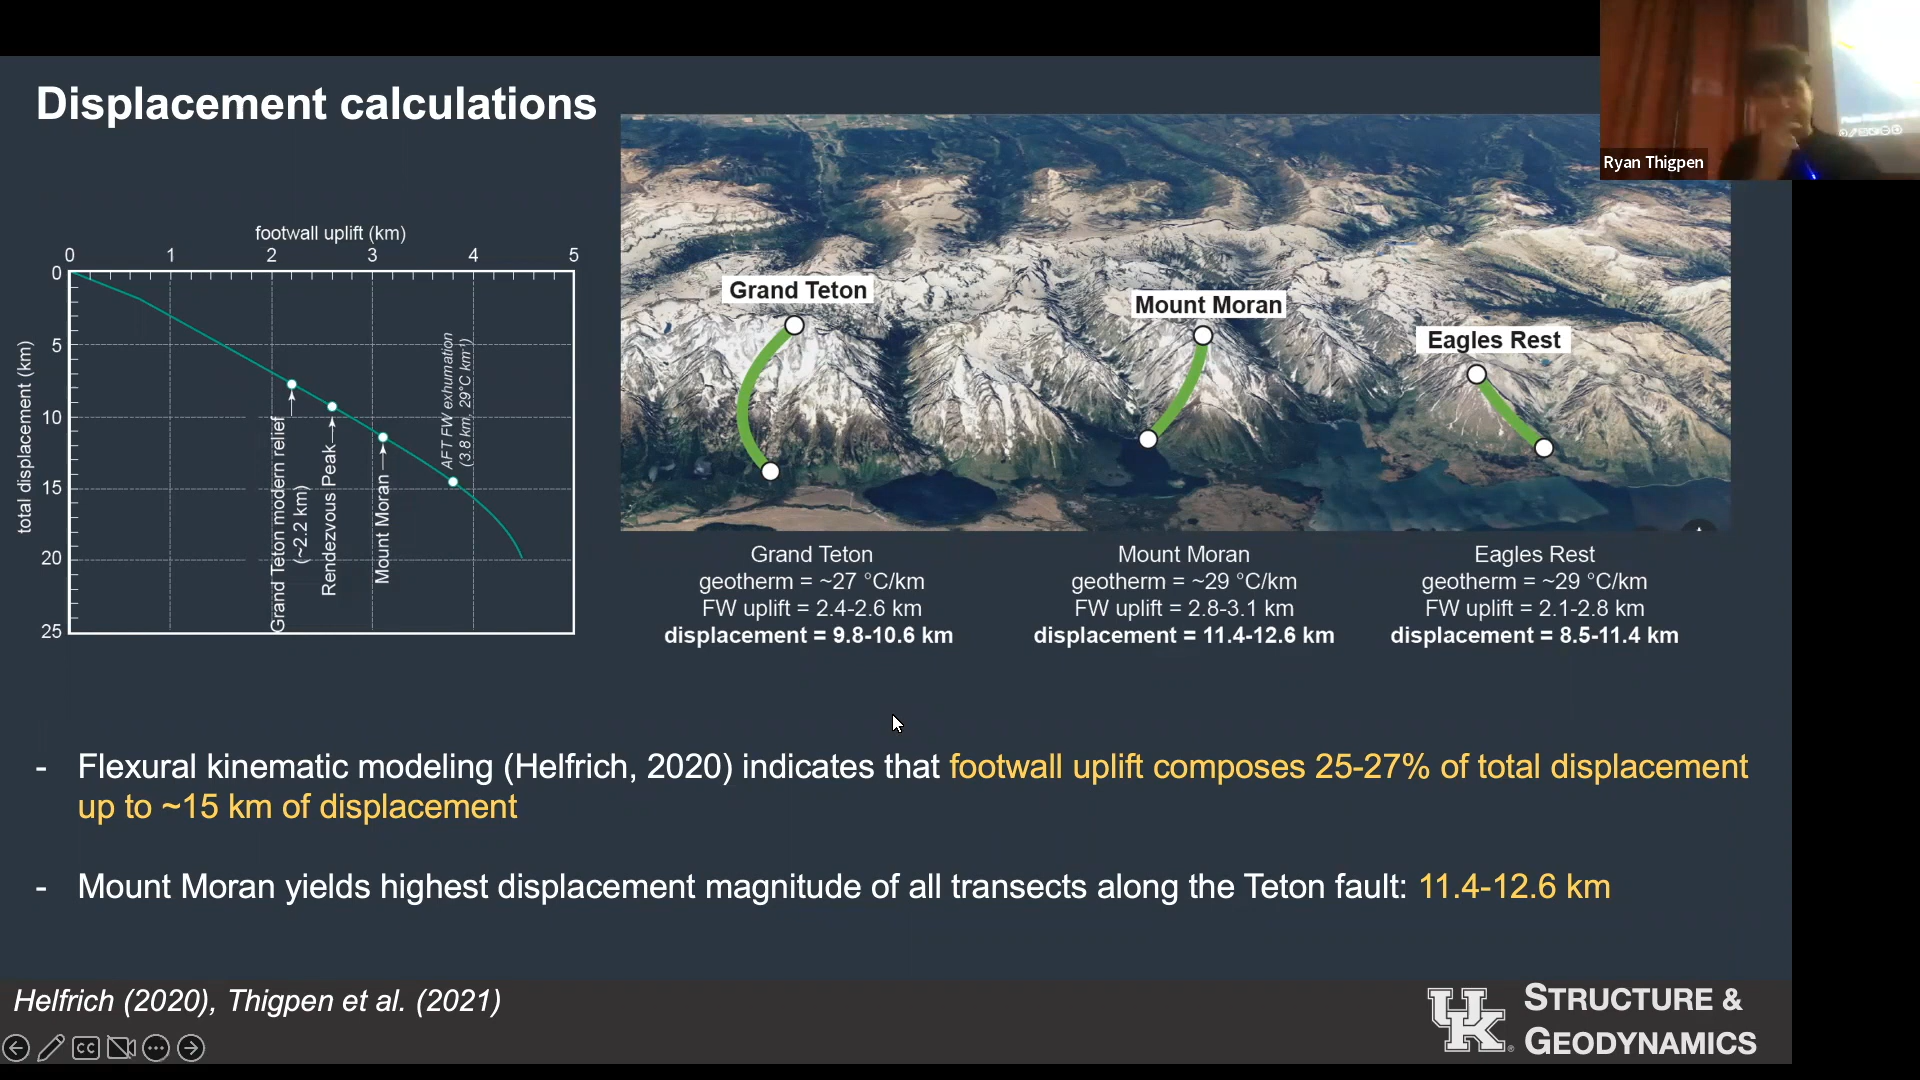 Displacement calculations
Ryan Thigpen
footwall uplift (km)
0 1 2 3 4 5
total displacement (km)
0
5
10
15
20
25
Grand Teton modern relief
(~2.2 km)
Rendezvous Peak
Mount Moran
AFT FW exhumation
(3.8 km, 29°C km⁻¹)
Grand Teton
Mount Moran
Eagles Rest
Grand Teton
geotherm = ~27 °C/km
FW uplift = 2.4-2.6 km
displacement = 9.8-10.6 km
Mount Moran
geotherm = ~29 °C/km
FW uplift = 2.8-3.1 km
displacement = 11.4-12.6 km
Eagles Rest
geotherm = ~29 °C/km
FW uplift = 2.1-2.8 km
displacement = 8.5-11.4 km
- Flexural kinematic modeling (Helfrich, 2020) indicates that footwall uplift composes 25-27% of total displacement
up to ~15 km of displacement
- Mount Moran yields highest displacement magnitude of all transects along the Teton fault: 11.4-12.6 km
Helfrich (2020), Thigpen et al. (2021)
UK
STRUCTURE &
GEODYNAMICS
CC